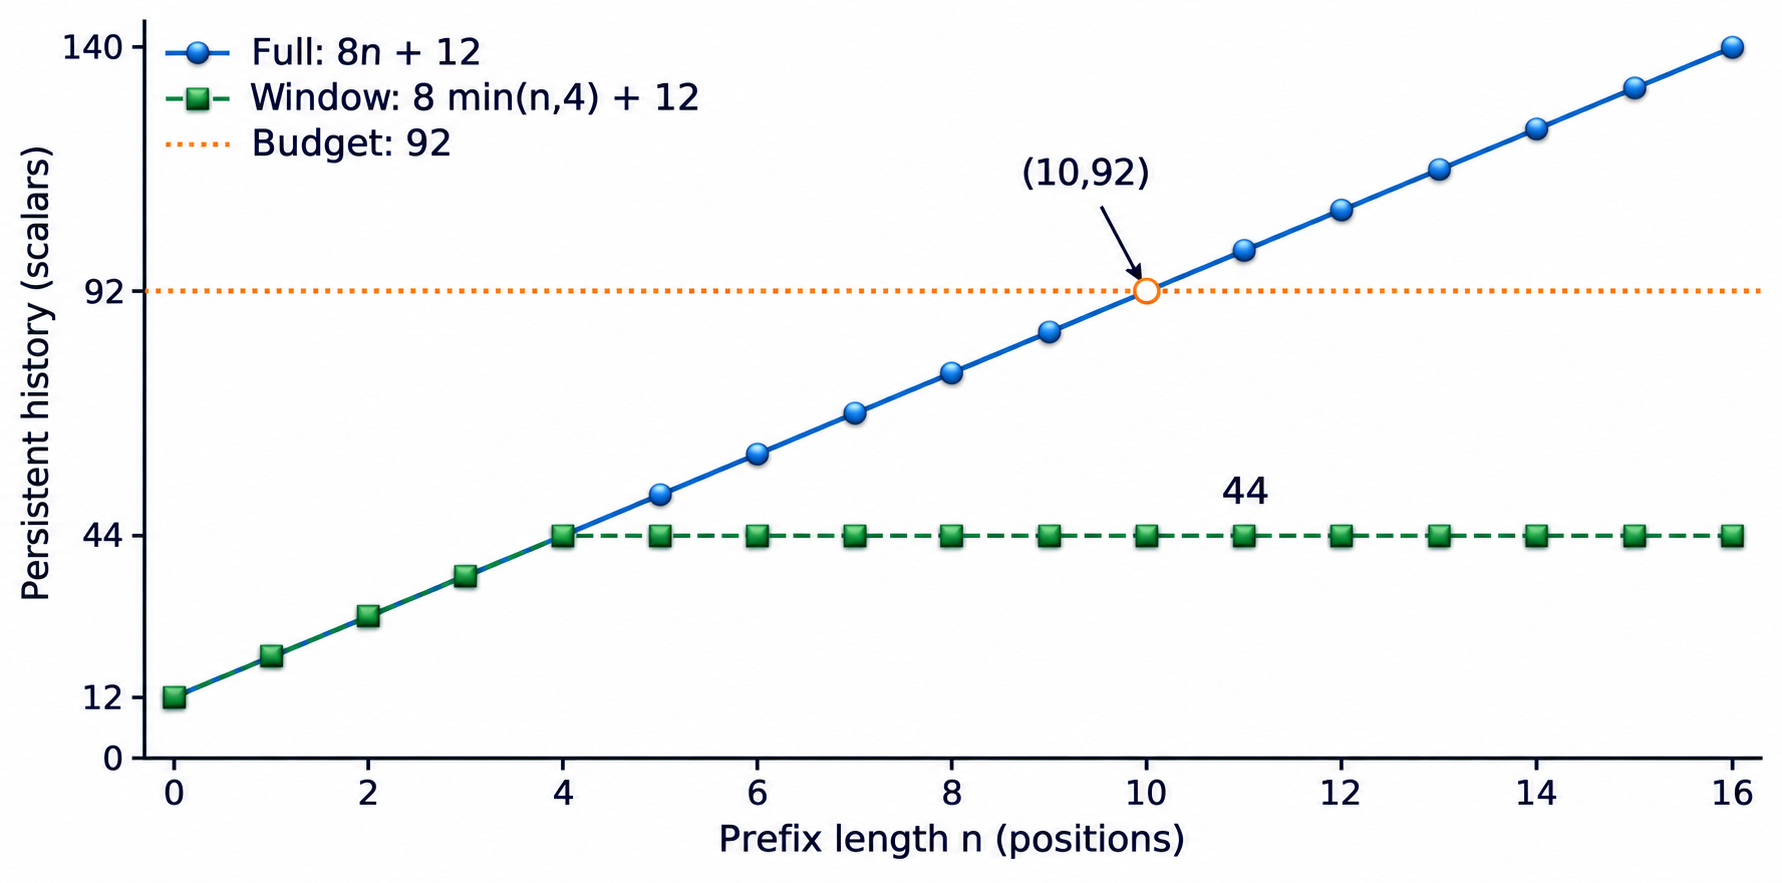 140
Full: 8n + 12
Window: 8 min(n,4) + 12
Budget: 92
(10,92)
92
44
44
12
0
0 2 4 6 8 10 12 14 16
Prefix length n (positions)
Persistent history (scalars)